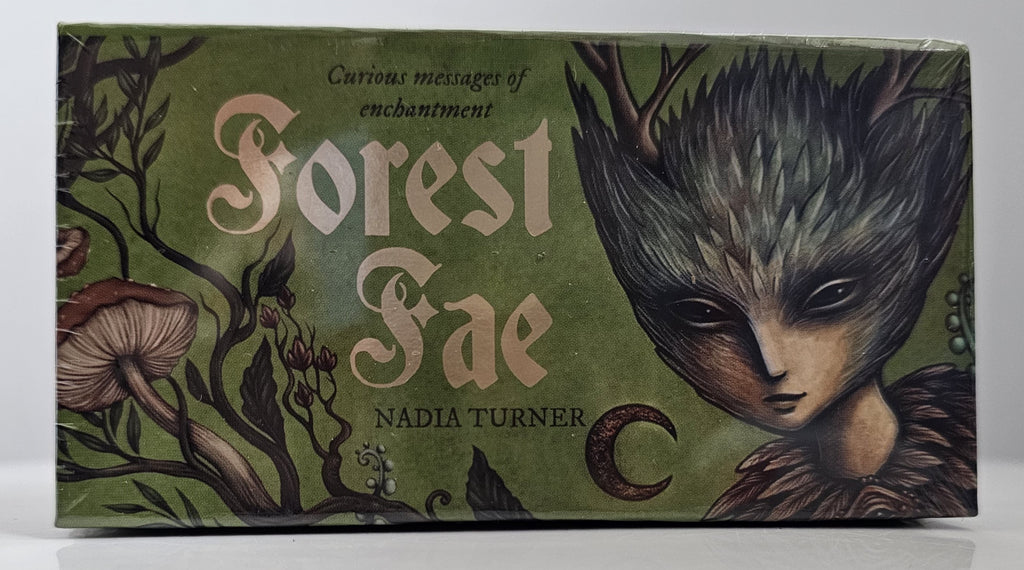 Curious messages of
enchantment
Forest
Fae
NADIA TURNER